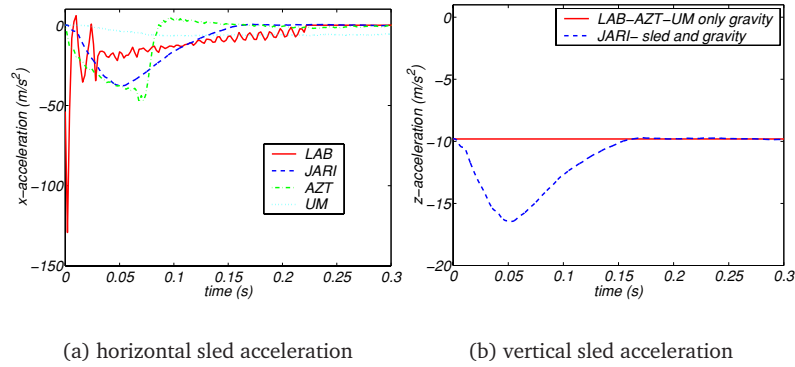 0
−50
−100
−150
x−acceleration (m/s²)
LAB
JARI
AZT
UM
0 0.05 0.1 0.15 0.2 0.25 0.3
time (s)
(a) horizontal sled acceleration
0
−5
−10
−15
−20
z−acceleration (m/s²)
LAB−AZT−UM only gravity
JARI− sled and gravity
0 0.05 0.1 0.15 0.2 0.25 0.3
time (s)
(b) vertical sled acceleration